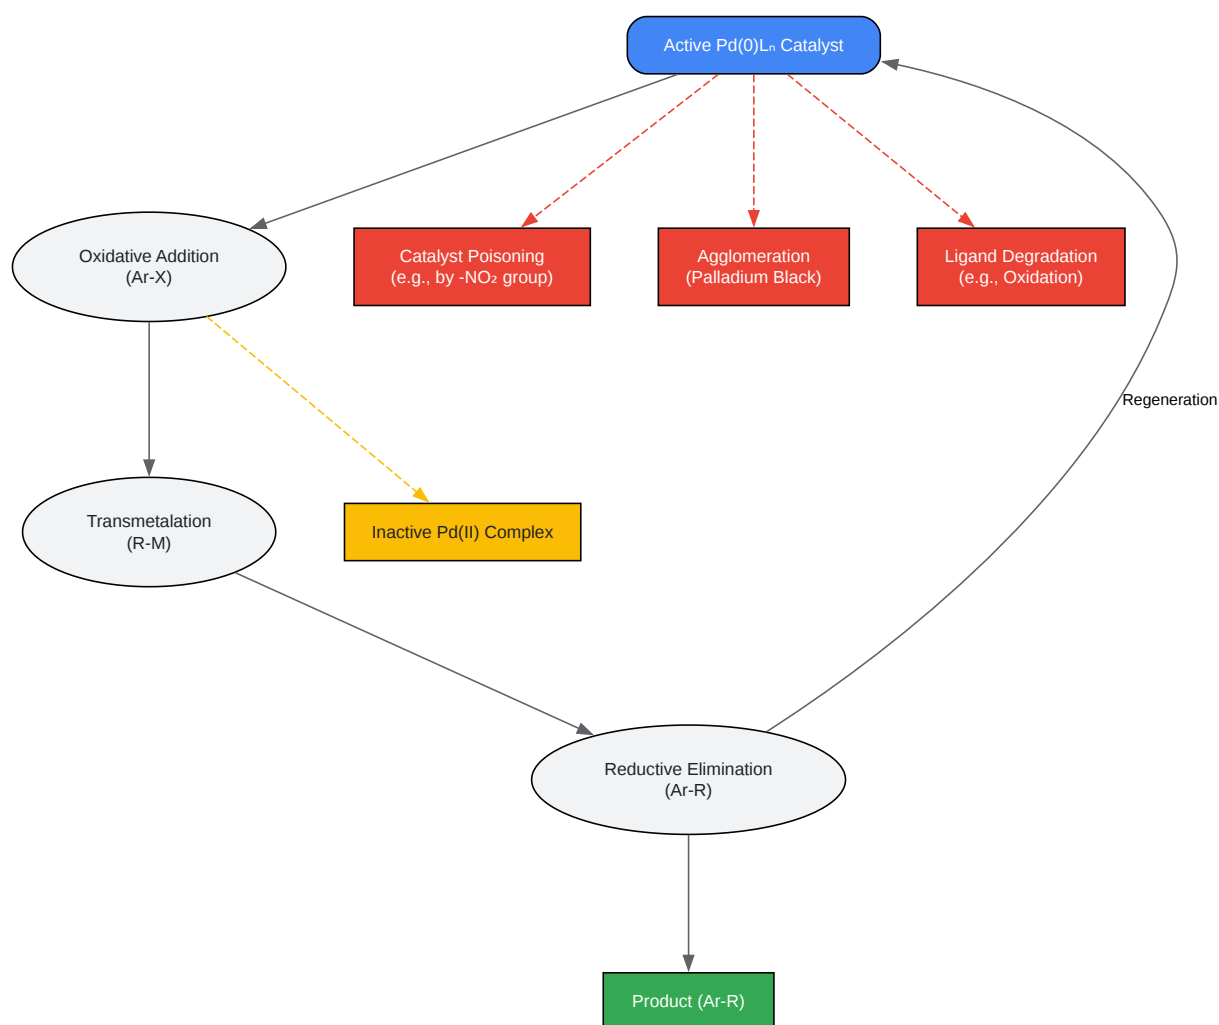 Active Pd(0)Lₙ Catalyst
Oxidative Addition
(Ar-X)
Catalyst Poisoning
(e.g., by -NO₂ group)
Agglomeration
(Palladium Black)
Ligand Degradation
(e.g., Oxidation)
Regeneration
Transmetalation
(R-M)
Inactive Pd(II) Complex
Reductive Elimination
(Ar-R)
Product (Ar-R)